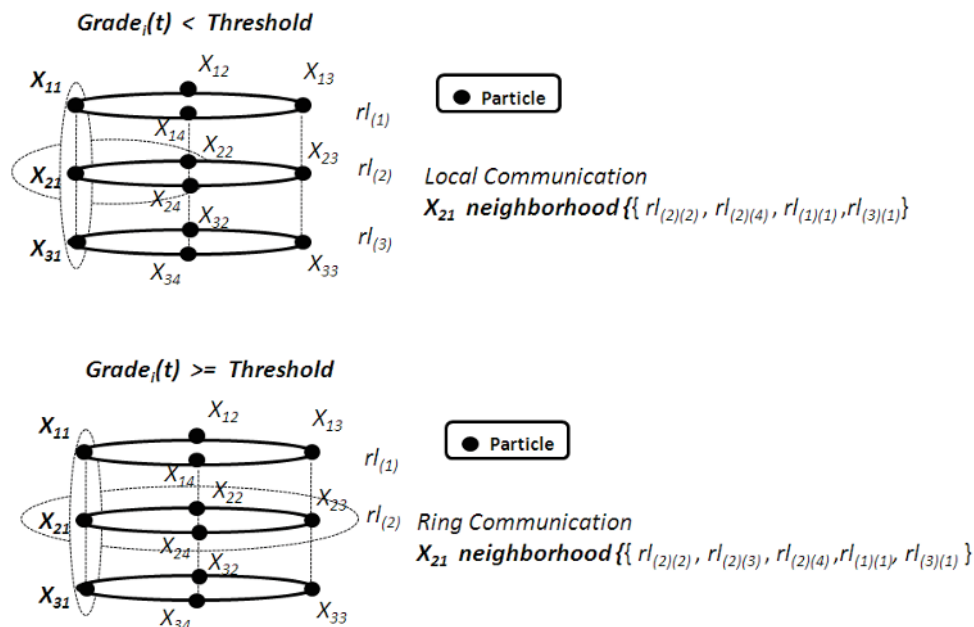 Gradeᵢ(t) < Threshold
X₁₁
X₁₂
X₁₃
Particle
rl₍₁₎
X₁₄
X₂₂
X₂₃
X₂₁
rl₍₂₎
Local Communication
X₂₄
X₂₁ neighborhood {{ rl₍₂₎₍₂₎ , rl₍₂₎₍₄₎ , rl₍₁₎₍₁₎ ,rl₍₃₎₍₁₎}
X₃₂
rl₍₃₎
X₃₁
X₃₄
X₃₃
Gradeᵢ(t) >= Threshold
X₁₂
X₁₃
X₁₁
Particle
rl₍₁₎
X₁₄
X₂₂
X₂₃
rl₍₂₎
X₂₁
Ring Communication
X₂₄
X₂₁ neighborhood {{ rl₍₂₎₍₂₎ , rl₍₂₎₍₃₎ , rl₍₂₎₍₄₎ ,rl₍₁₎₍₁₎, rl₍₃₎₍₁₎ }
X₃₂
X₃₁
X₃₄
X₃₃